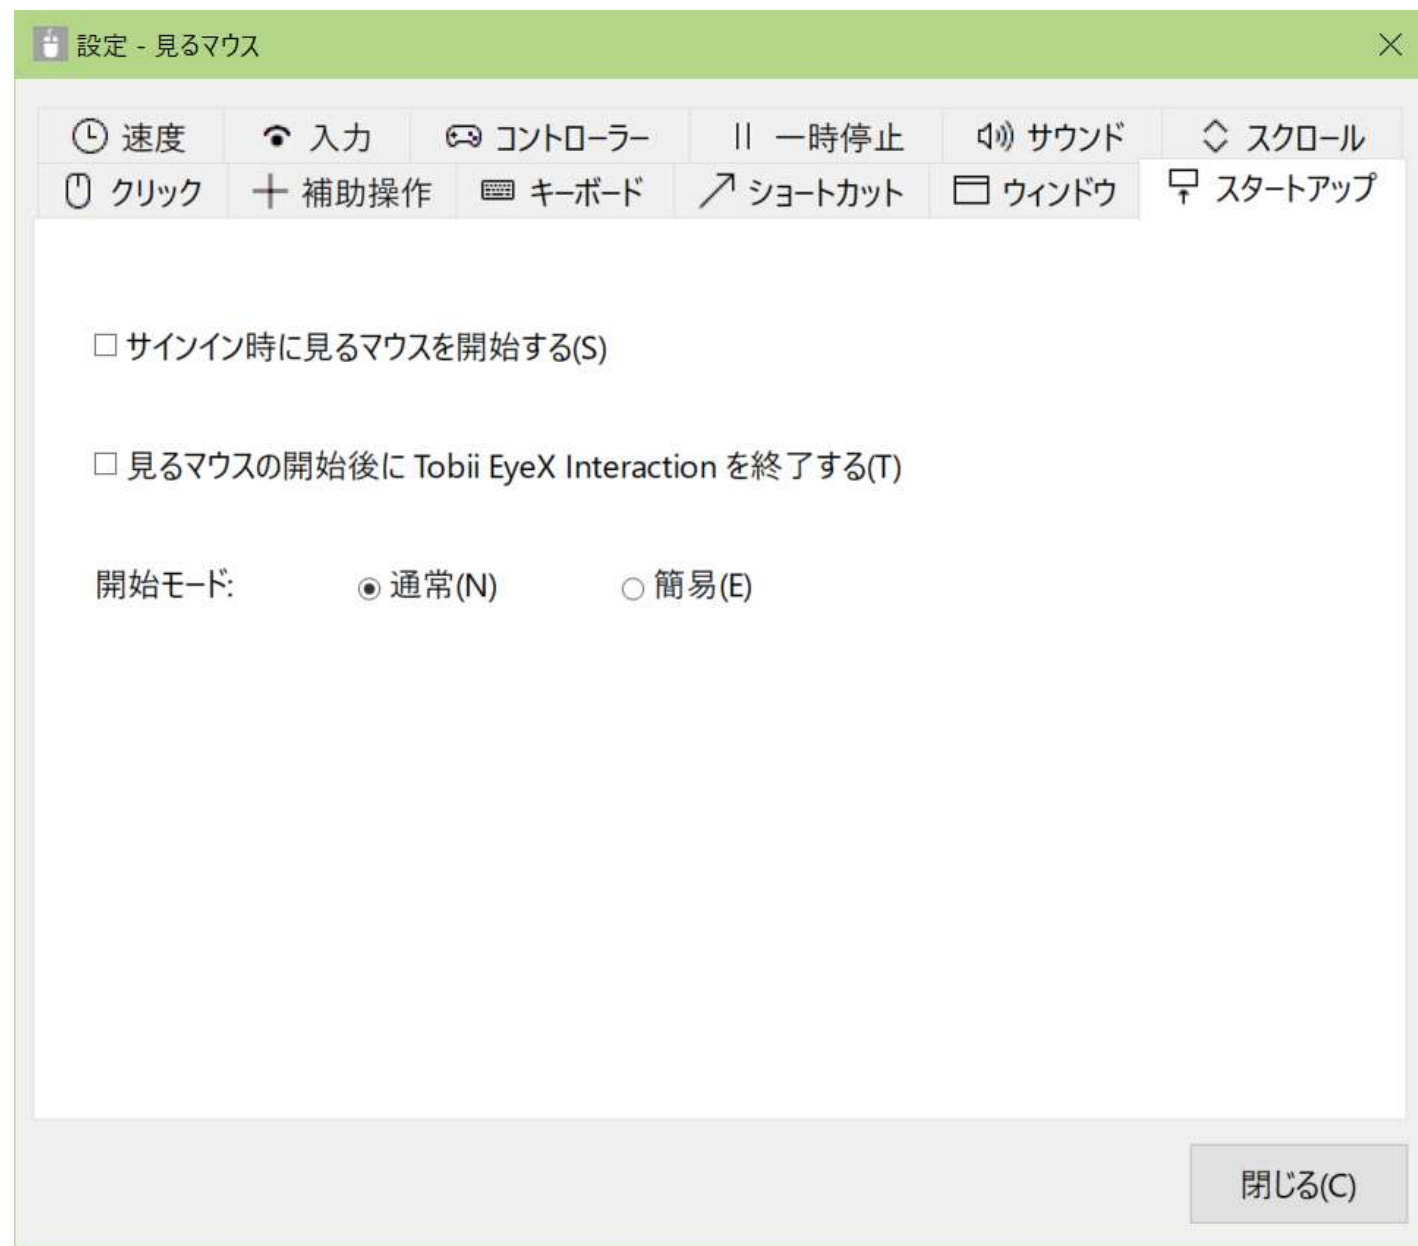 設定 - 見るマウス
速度 入力 コントローラー 一時停止 サウンド スクロール
クリック 補助操作 キーボード ショートカット ウィンドウ スタートアップ
サインイン時に見るマウスを開始する(S)
見るマウスの開始後に Tobii EyeX Interaction を終了する(T)
開始モード: 通常(N) 簡易(E)
閉じる(C)